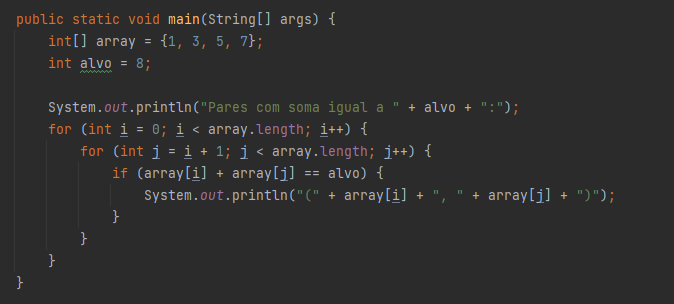 public static void main(String[] args) {
    int[] array = {1, 3, 5, 7};
    int alvo = 8;

    System.out.println("Pares com soma igual a " + alvo + ":");
    for (int i = 0; i < array.length; i++) {
        for (int j = i + 1; j < array.length; j++) {
            if (array[i] + array[j] == alvo) {
                System.out.println("(" + array[i] + ", " + array[j] + ")");
            }
        }
    }
}